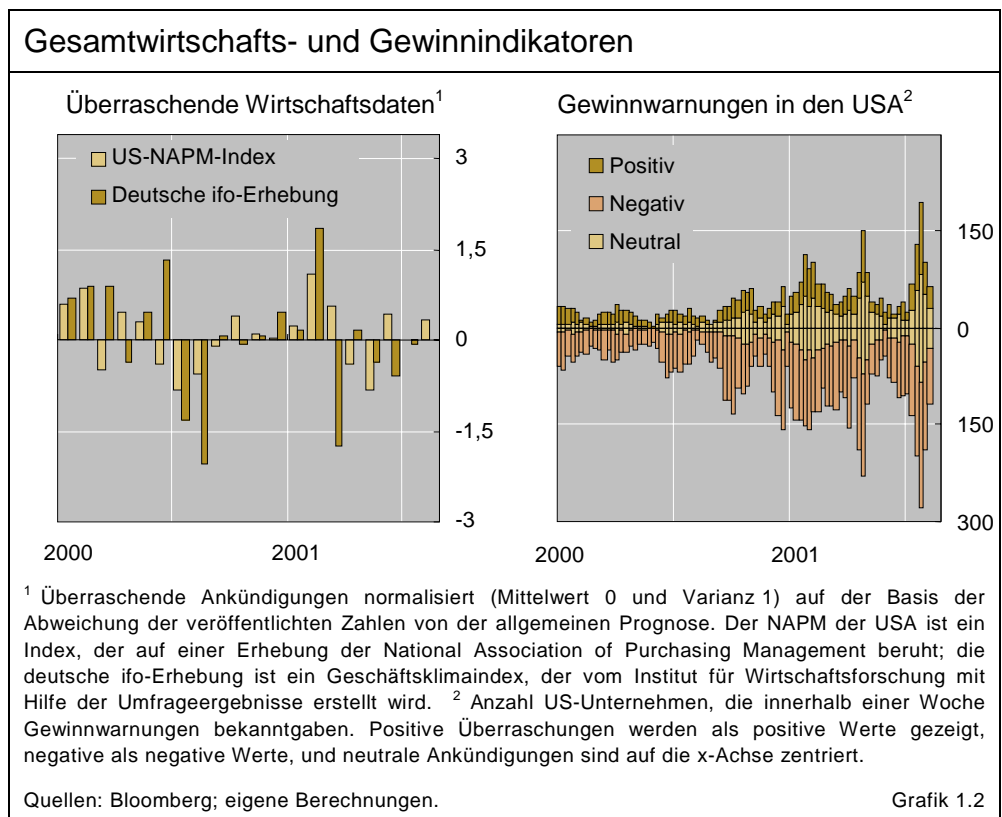 Gesamtwirtschafts- und Gewinnindikatoren
Überraschende Wirtschaftsdaten¹
US-NAPM-Index
Deutsche ifo-Erhebung
3
1,5
0
-1,5
-3
2000
2001
Gewinnwarnungen in den USA²
Positiv
Negativ
Neutral
150
0
150
300
2000
2001
¹ Überraschende Ankündigungen normalisiert (Mittelwert 0 und Varianz 1) auf der Basis der
Abweichung der veröffentlichten Zahlen von der allgemeinen Prognose. Der NAPM der USA ist ein
Index, der auf einer Erhebung der National Association of Purchasing Management beruht; die
deutsche ifo-Erhebung ist ein Geschäftsklimaindex, der vom Institut für Wirtschaftsforschung mit
Hilfe der Umfrageergebnisse erstellt wird. ² Anzahl US-Unternehmen, die innerhalb einer Woche
Gewinnwarnungen bekanntgaben. Positive Überraschungen werden als positive Werte gezeigt,
negative als negative Werte, und neutrale Ankündigungen sind auf die x-Achse zentriert.
Quellen: Bloomberg; eigene Berechnungen.
Grafik 1.2